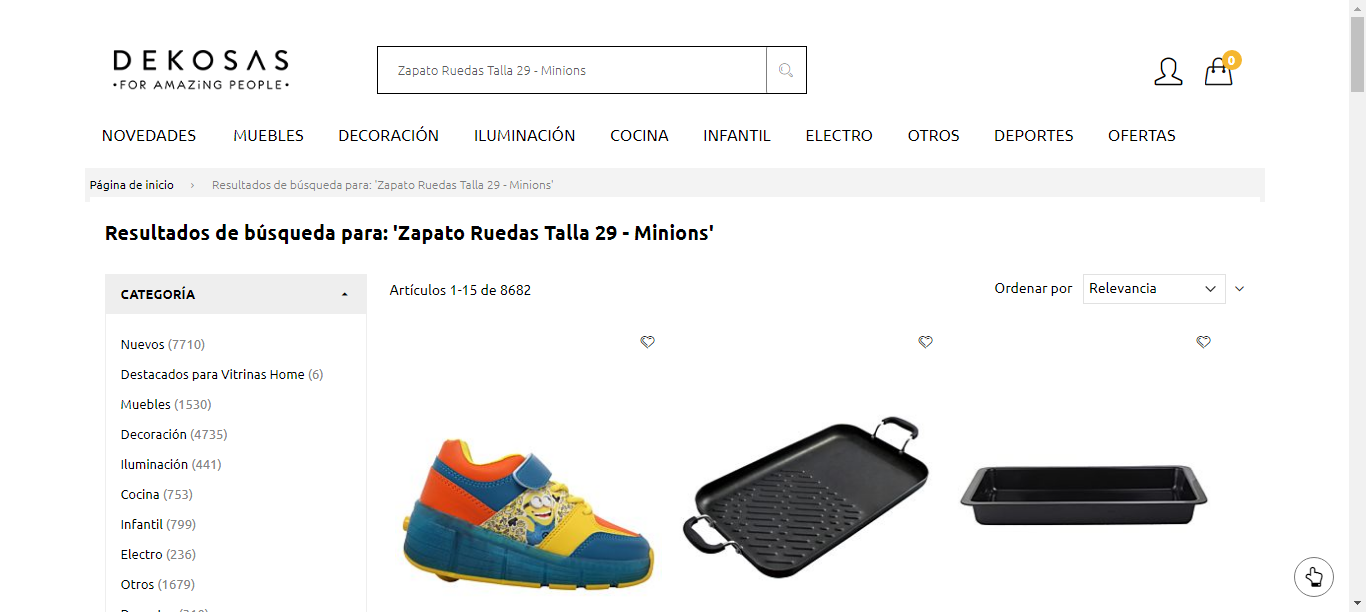 DEKOSAS
•FOR AMAZiNG PEOPLE•
Zapato Ruedas Talla 29 - Minions
0
NOVEDADES MUEBLES DECORACIÓN ILUMINACIÓN COCINA INFANTIL ELECTRO OTROS DEPORTES OFERTAS
Página de inicio › Resultados de búsqueda para: 'Zapato Ruedas Talla 29 - Minions'
Resultados de búsqueda para: 'Zapato Ruedas Talla 29 - Minions'
CATEGORÍA
Artículos 1-15 de 8682
Ordenar por Relevancia
Nuevos (7710)
Destacados para Vitrinas Home (6)
Muebles (1530)
Decoración (4735)
Iluminación (441)
Cocina (753)
Infantil (799)
Electro (236)
Otros (1679)